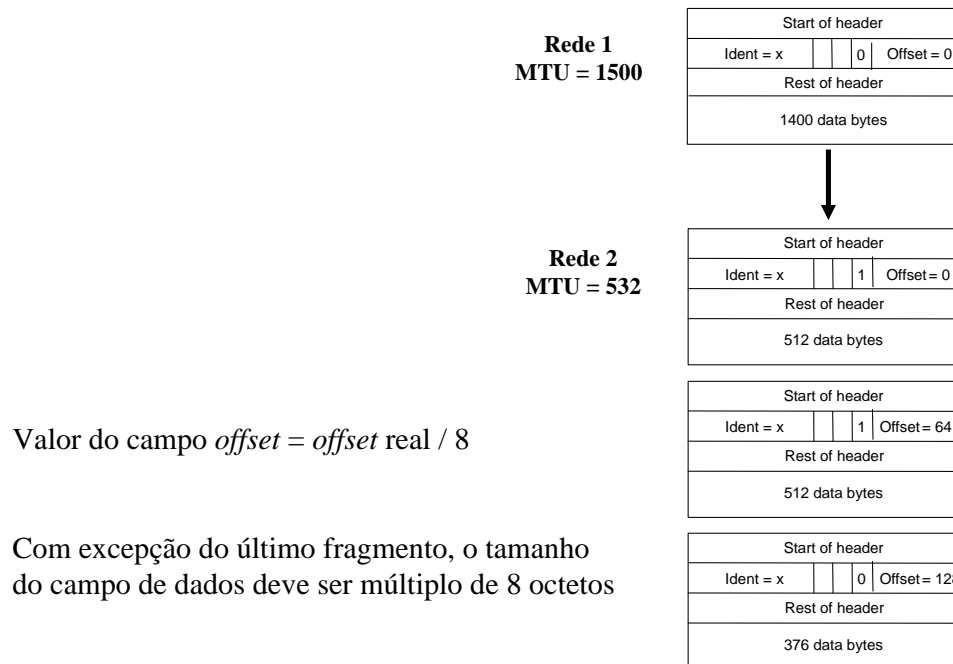 Rede 1
MTU = 1500
Start of header
Ident = x 0 Offset = 0
Rest of header
1400 data bytes
Rede 2
MTU = 532
Start of header
Ident = x 1 Offset = 0
Rest of header
512 data bytes
Start of header
Ident = x 1 Offset = 64
Rest of header
512 data bytes
Valor do campo offset = offset real / 8
Com excepção do último fragmento, o tamanho
do campo de dados deve ser múltiplo de 8 octetos
Start of header
Ident = x 0 Offset = 128
Rest of header
376 data bytes